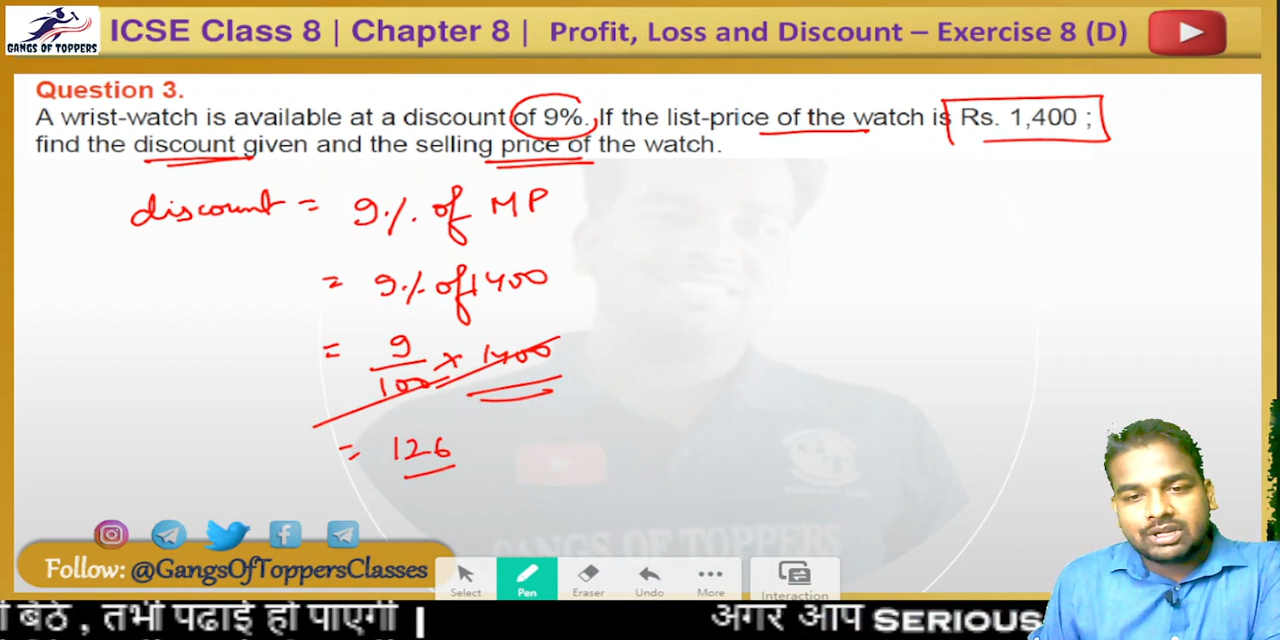 GANGS OF TOPPERS
ICSE Class 8 | Chapter 8 | Profit, Loss and Discount – Exercise 8 (D)
Question 3.
A wrist-watch is available at a discount of 9%. If the list-price of the watch is Rs. 1,400 ;
find the discount given and the selling price of the watch.
discount = 9% of MP
= 9% of 1400
= 9/100 × 1400
= 126
GANGS OF TOPPERS
Follow: @GangsOfToppersClasses
Select Pen Eraser Undo More Interaction
बैठे , तभी पढाई हो पाएगी | अगर आप SERIOUS